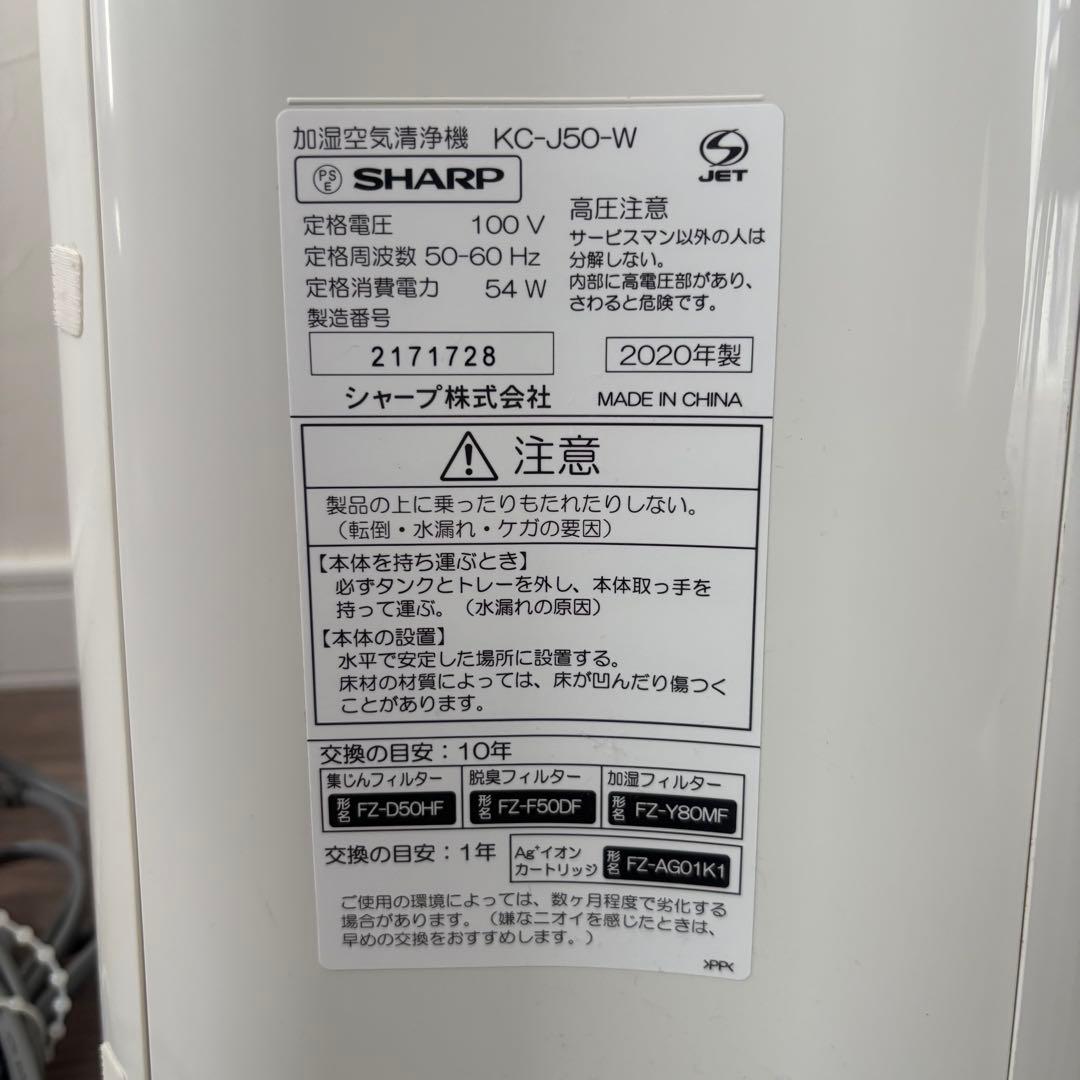 加湿空気清浄機 KC-J50-W
PS E SHARP
JET
定格電圧 100 V
定格周波数 50-60 Hz
定格消費電力 54 W
製造番号
2171728
高圧注意
サービスマン以外の人は
分解しない。
内部に高電圧部があり、
さわると危険です。
2020年製
シャープ株式会社 MADE IN CHINA
注意
製品の上に乗ったりもたれたりしない。
（転倒・水漏れ・ケガの要因）
【本体を持ち運ぶとき】
必ずタンクとトレーを外し、本体取っ手を
持って運ぶ。（水漏れの原因）
【本体の設置】
水平で安定した場所に設置する。
床材の材質によっては、床が凹んだり傷つく
ことがあります。
交換の目安：10年
集じんフィルター
形名 FZ-D50HF
脱臭フィルター
形名 FZ-F50DF
加湿フィルター
形名 FZ-Y80MF
交換の目安：1年
Ag⁺イオン
カートリッジ
形名 FZ-AG01K1
ご使用の環境によっては、数ヶ月程度で劣化する
場合があります。（嫌なニオイを感じたときは、
早めの交換をおすすめします。）
>PP<